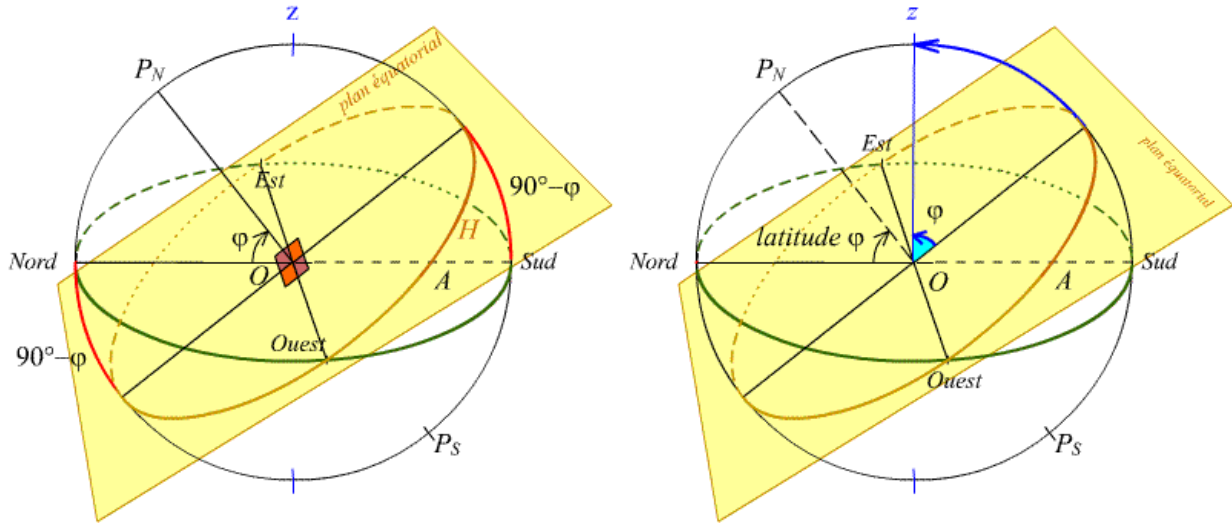 z
P_N
plan équatorial
Est
90°–φ
φ
H
Nord
O
A
Sud
Ouest
90°–φ
P_S
z
P_N
Est
plan équatorial
φ
latitude φ
Nord
O
A
Sud
Ouest
P_S